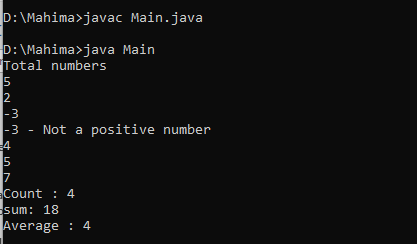 D:\Mahima>javac Main.java
D:\Mahima>java Main
Total numbers
5
2
-3
-3 - Not a positive number
4
5
7
Count : 4
sum: 18
Average : 4